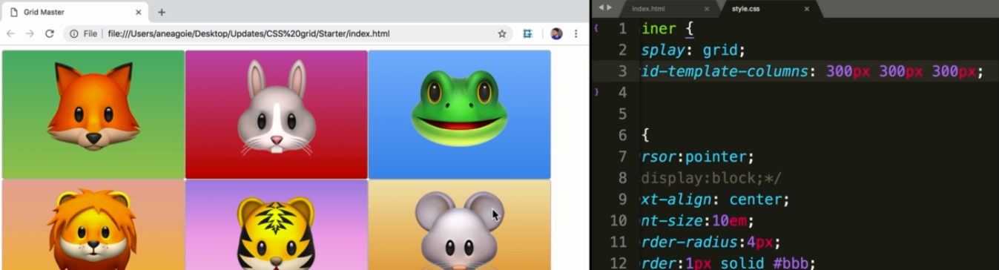 Grid Master
File file:///Users/aneagoie/Desktop/Updates/CSS%20grid/Starter/index.html
index.html
style.css
1 iner {
2 splay: grid;
3 id-template-columns: 300px 300px 300px;
4 }
5
6 {
7 rsor:pointer;
8 display:block;*/
9 xt-align: center;
10 nt-size:10em;
11 rder-radius:4px;
12 rder:1px solid #bbb;